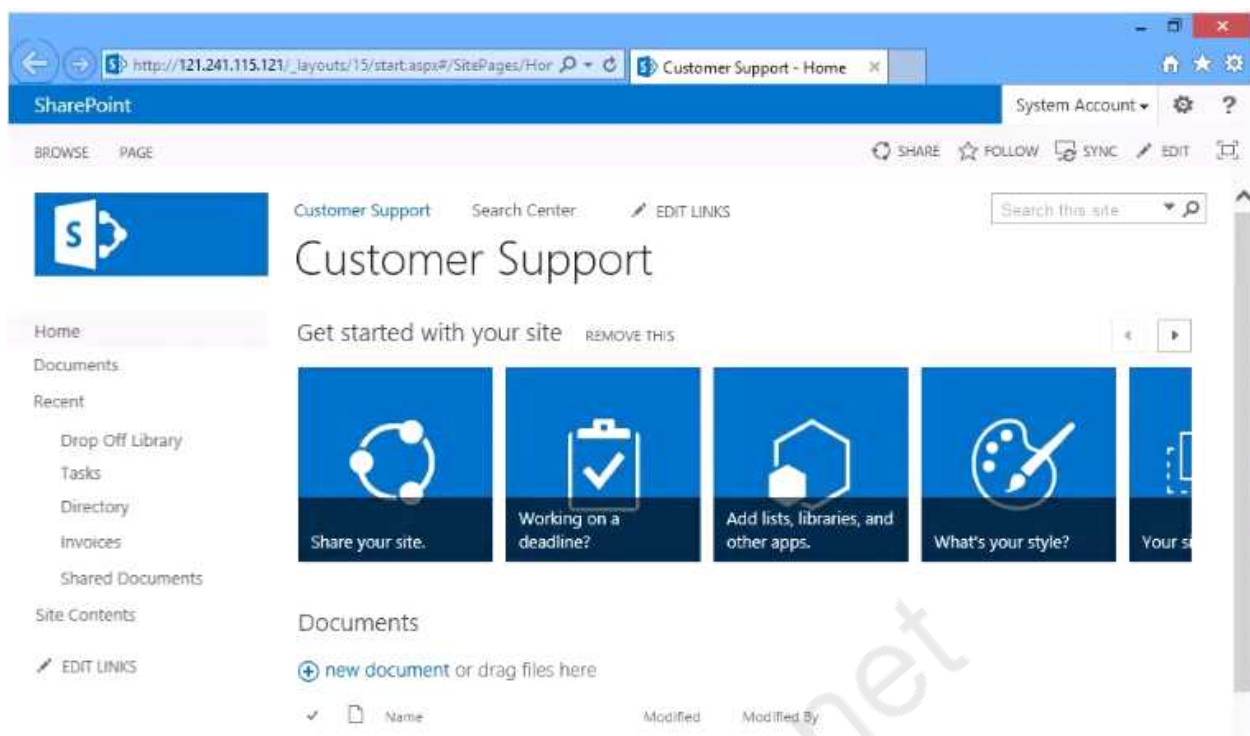 http://121.241.115.121/_layouts/15/start.aspx#/SitePages/Hor
Customer Support - Home
SharePoint
System Account
?
BROWSE PAGE
SHARE FOLLOW SYNC EDIT
S
Customer Support Search Center EDIT LINKS
Search this site
Customer Support
Home
Documents
Recent
Drop Off Library
Tasks
Directory
Invoices
Shared Documents
Site Contents
EDIT LINKS
Get started with your site REMOVE THIS
Share your site.
Working on a
deadline?
Add lists, libraries, and
other apps.
What's your style?
Your si
Documents
new document or drag files here
Name Modified Modified By
net